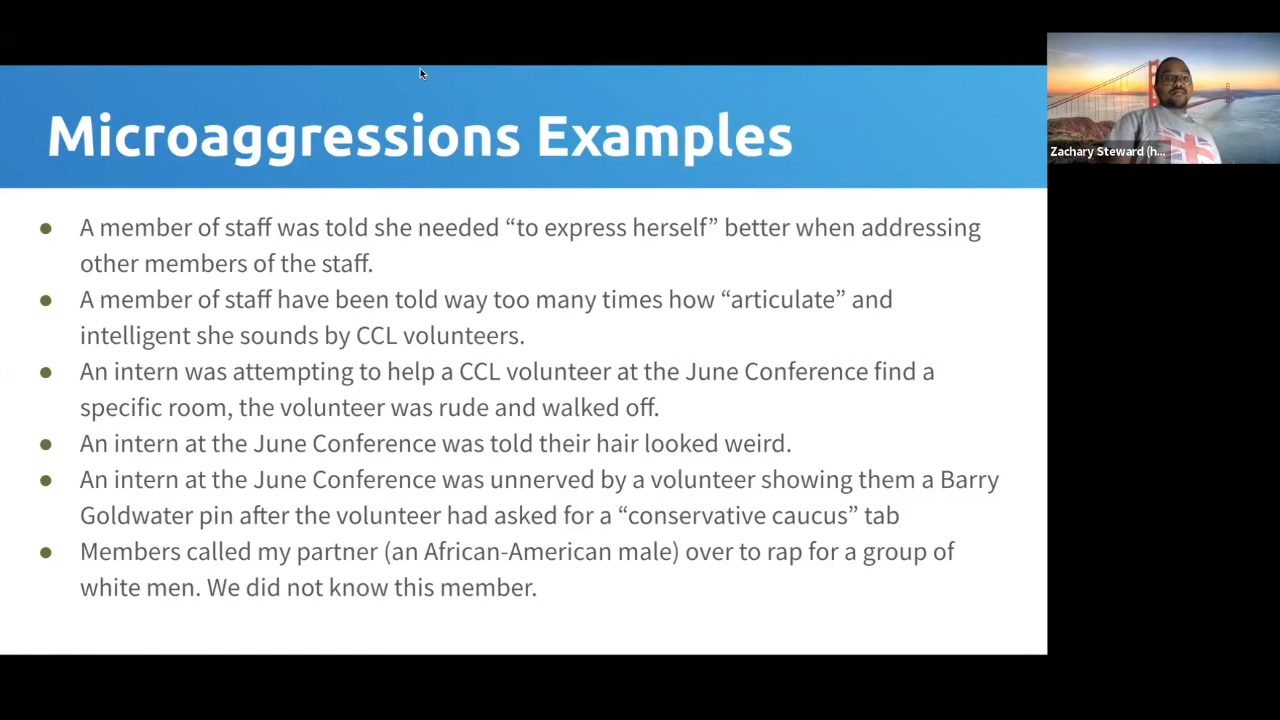 Microaggressions Examples
● A member of staff was told she needed “to express herself” better when addressing
other members of the staff.
● A member of staff have been told way too many times how “articulate” and
intelligent she sounds by CCL volunteers.
● An intern was attempting to help a CCL volunteer at the June Conference find a
specific room, the volunteer was rude and walked off.
● An intern at the June Conference was told their hair looked weird.
● An intern at the June Conference was unnerved by a volunteer showing them a Barry
Goldwater pin after the volunteer had asked for a “conservative caucus” tab
● Members called my partner (an African-American male) over to rap for a group of
white men. We did not know this member.
Zachary Steward (h...